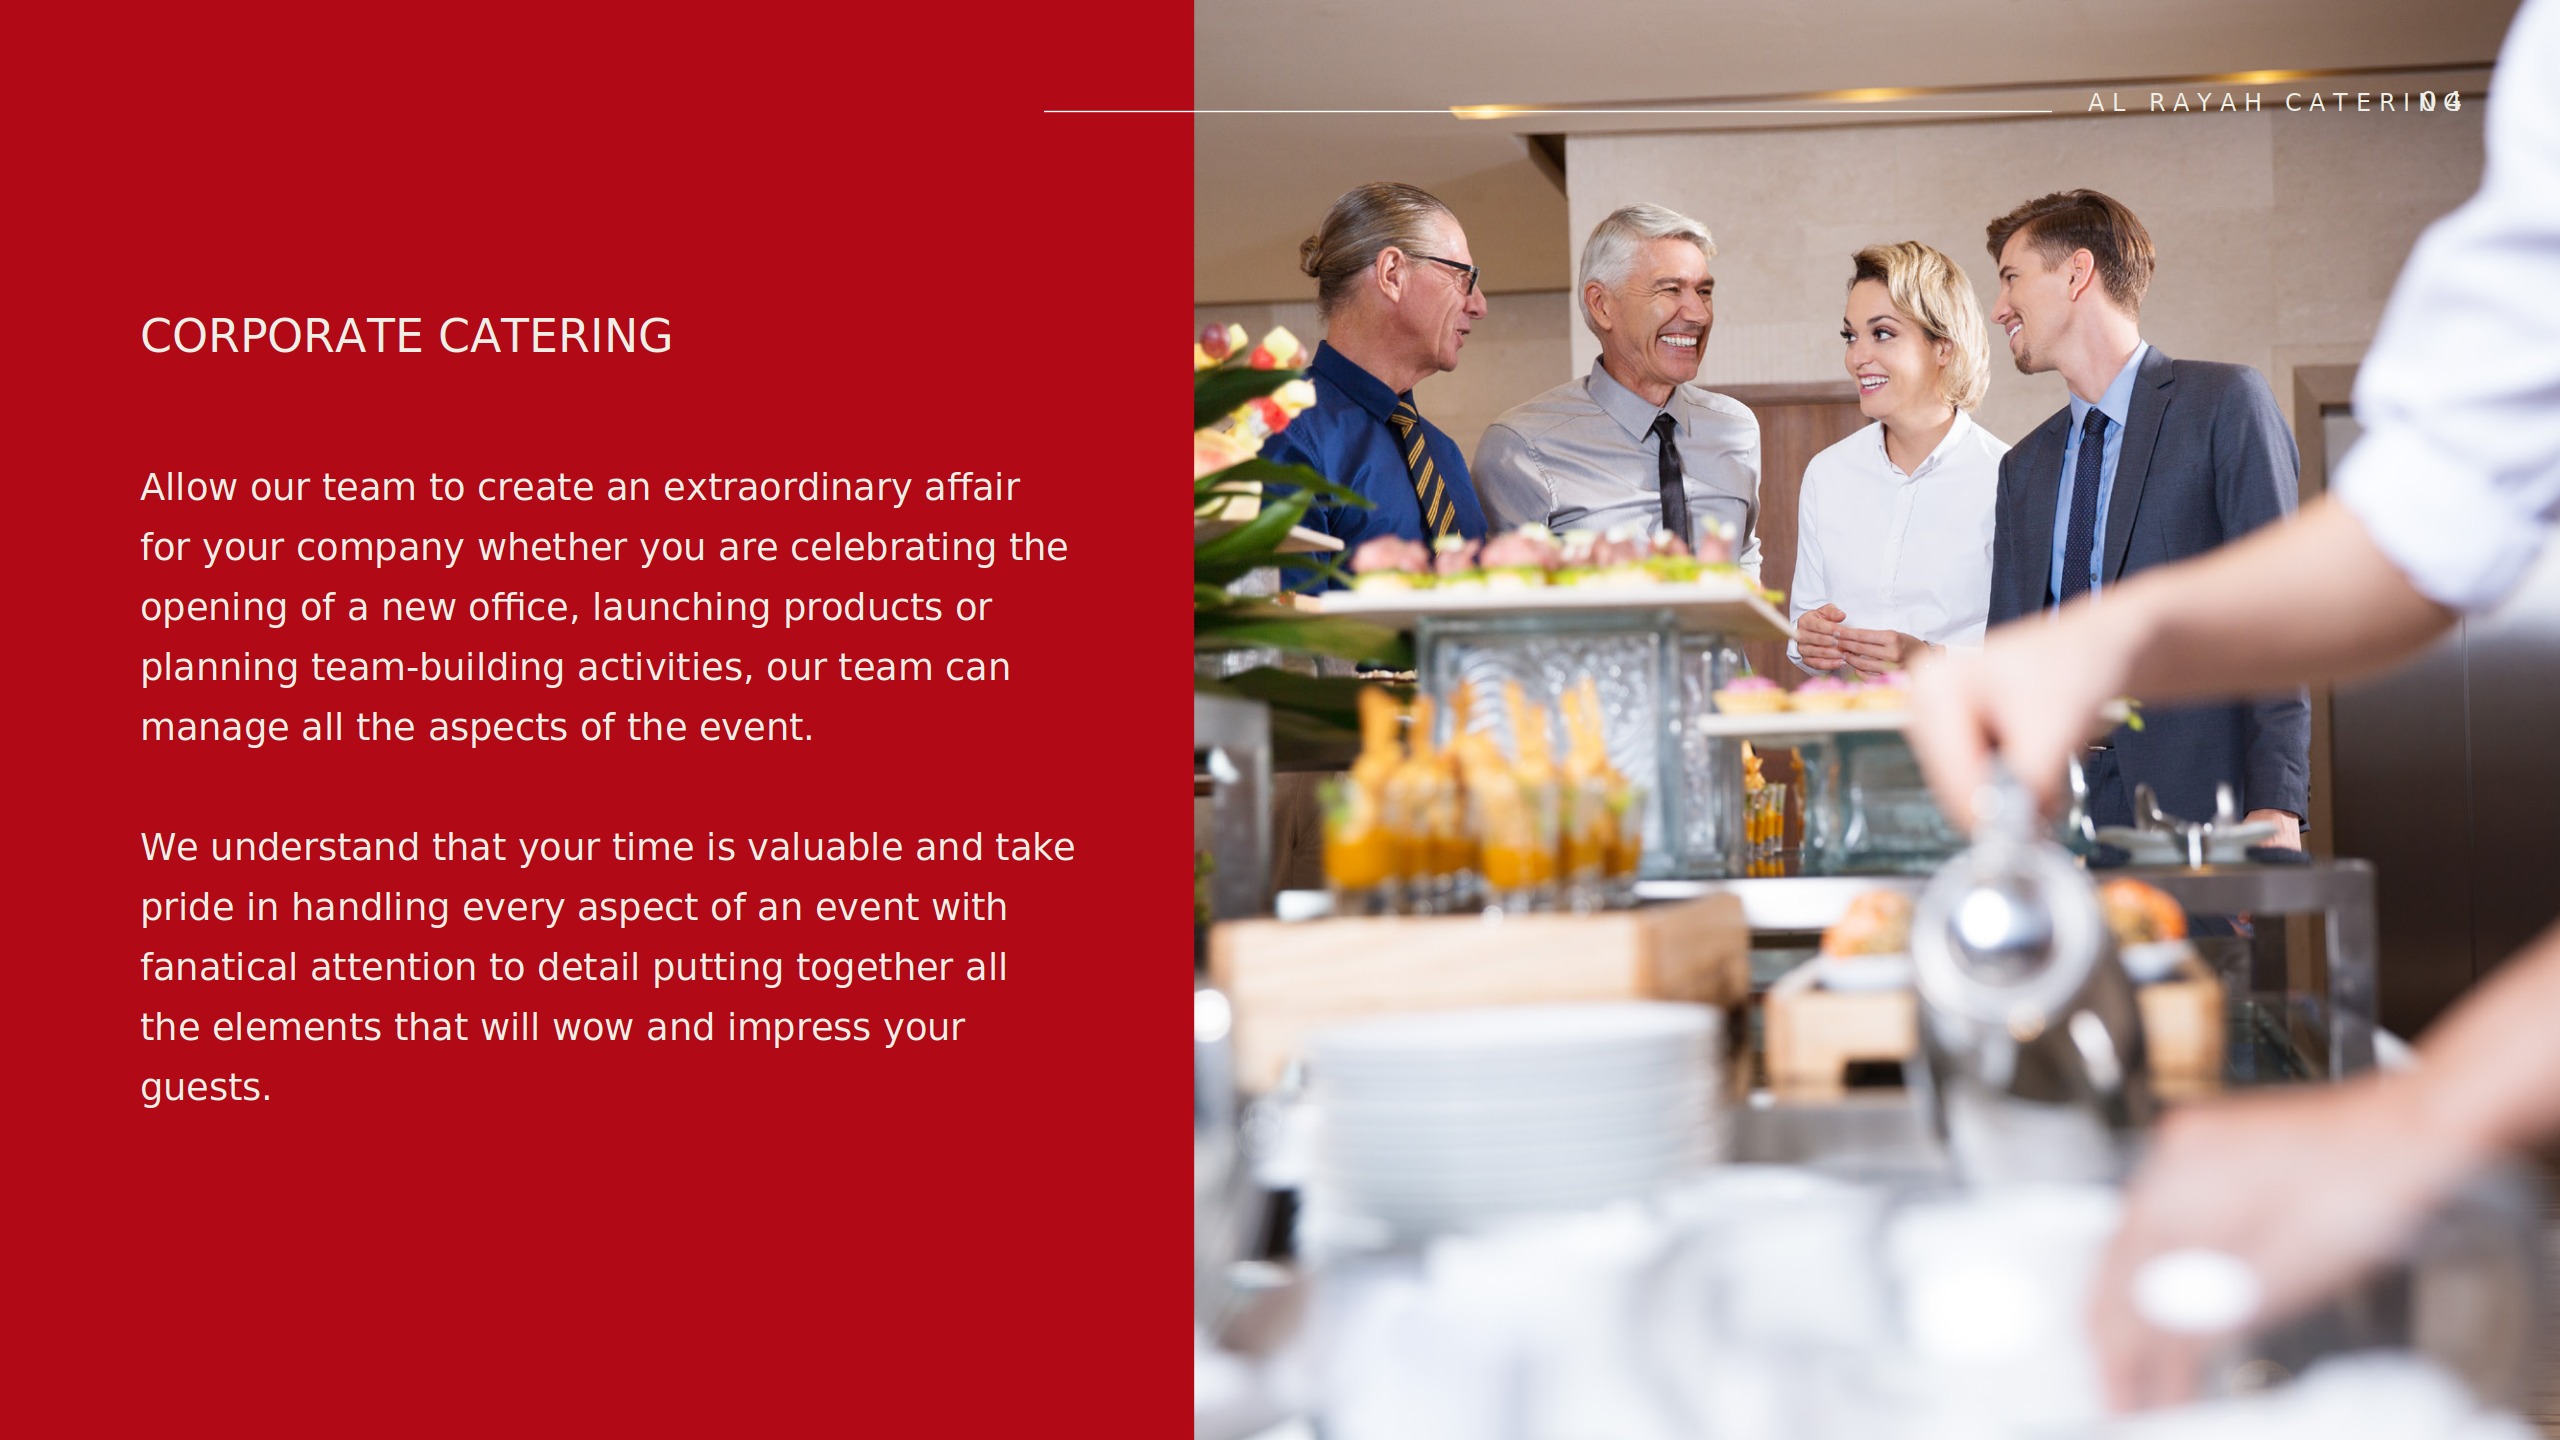 AL RAYAH CATERING
04
CORPORATE CATERING
Allow our team to create an extraordinary affair
for your company whether you are celebrating the
opening of a new office, launching products or
planning team-building activities, our team can
manage all the aspects of the event.
We understand that your time is valuable and take
pride in handling every aspect of an event with
fanatical attention to detail putting together all
the elements that will wow and impress your
guests.